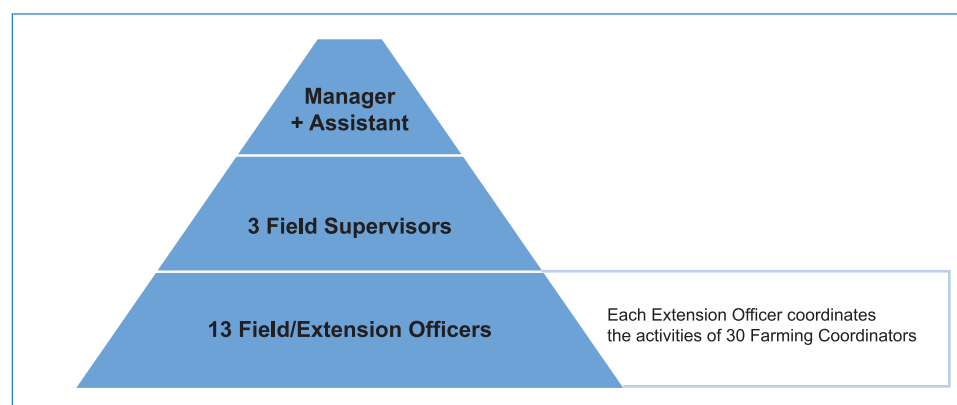 Manager
+ Assistant
3 Field Supervisors
13 Field/Extension Officers
Each Extension Officer coordinates
the activities of 30 Farming Coordinators